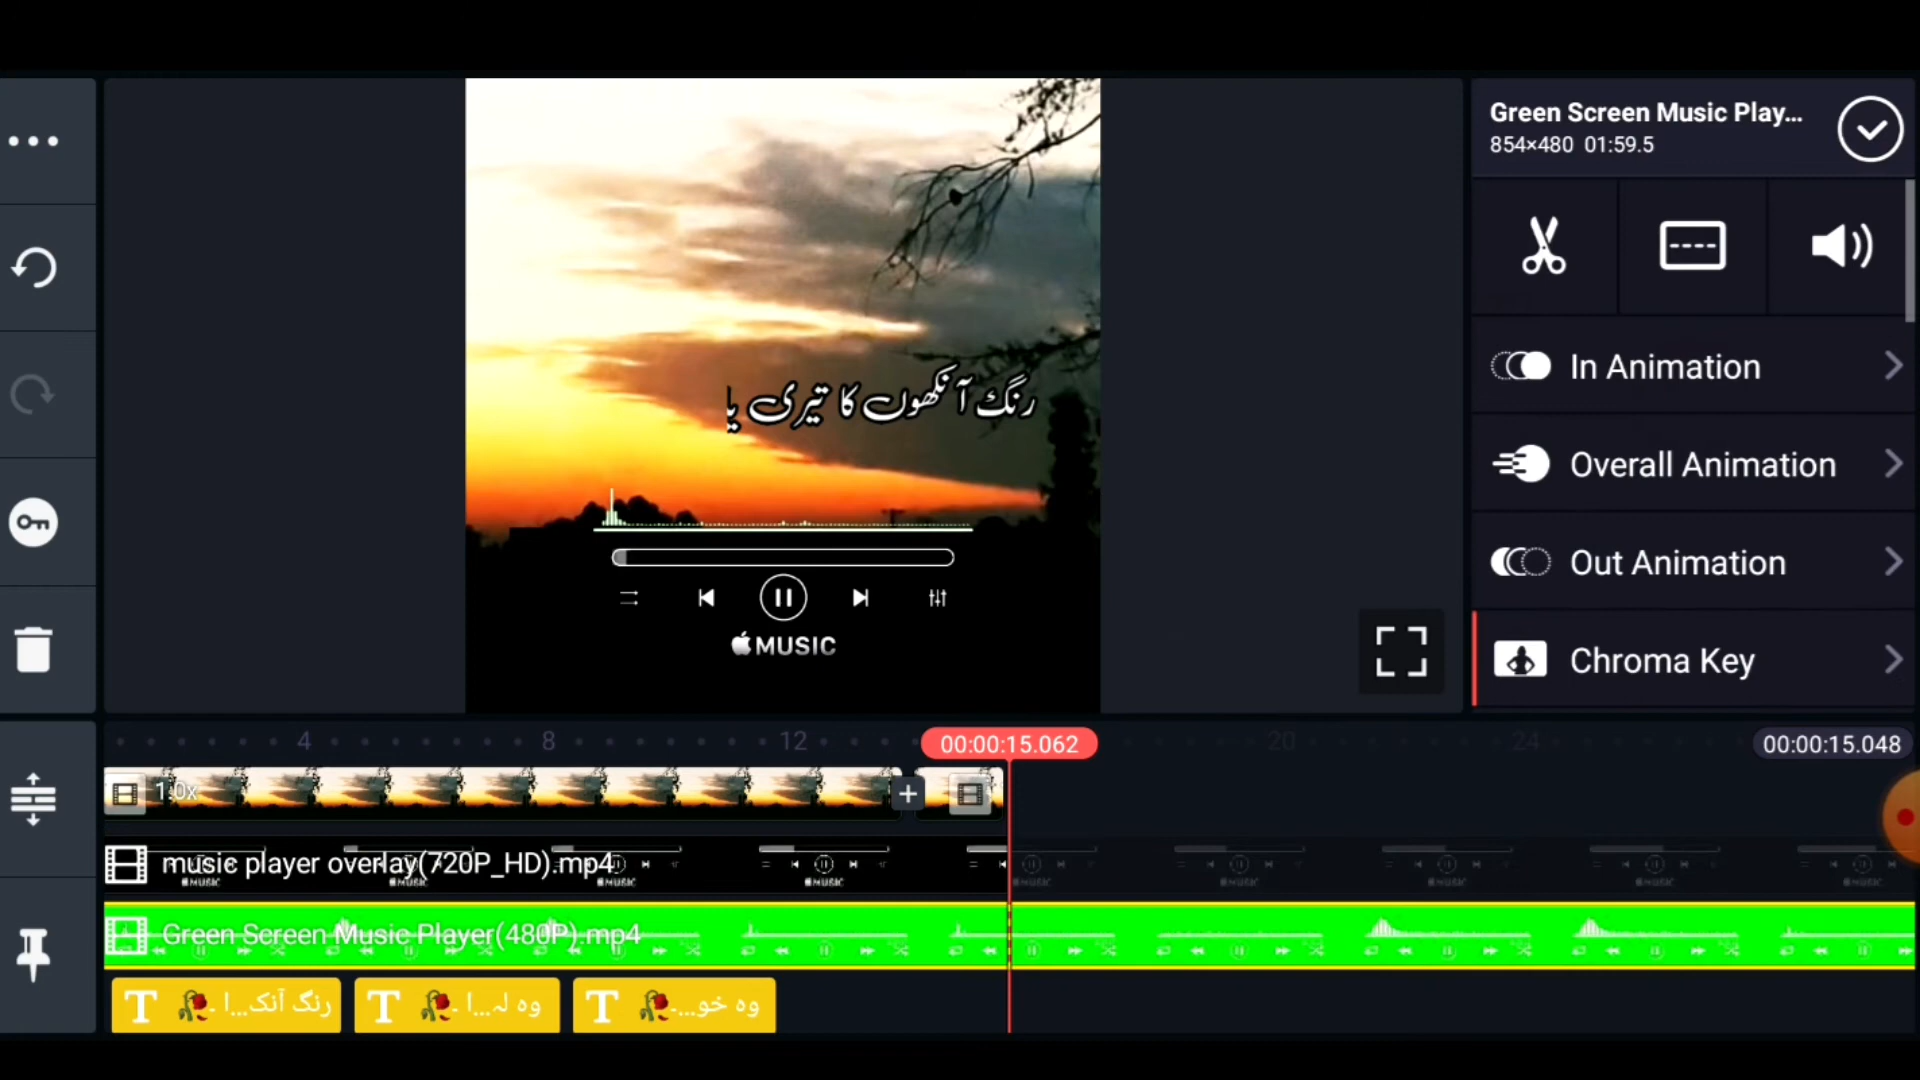 Green Screen Music Play...
854×480 01:59.5
رنگ آنکھوں کا تیری یا
MUSIC
In Animation
Overall Animation
Out Animation
Chroma Key
4 8 12 00:00:15.062 20 24 00:00:15.048
1.0x
music player overlay(720P_HD).mp4
Green Screen Music Player(480P).mp4
T رنگ آنک...ا ۔🥀
T وہ لہ...ا ۔🥀
T وہ خو...۔🥀